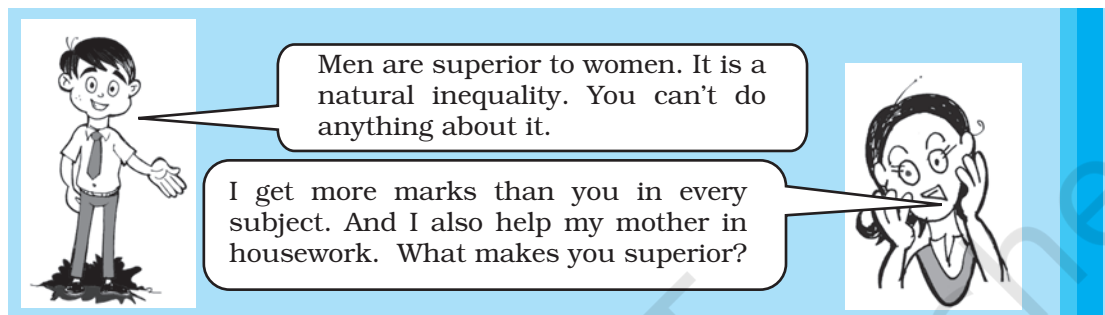 Men are superior to women. It is a
natural inequality. You can't do
anything about it.
I get more marks than you in every
subject. And I also help my mother in
housework. What makes you superior?